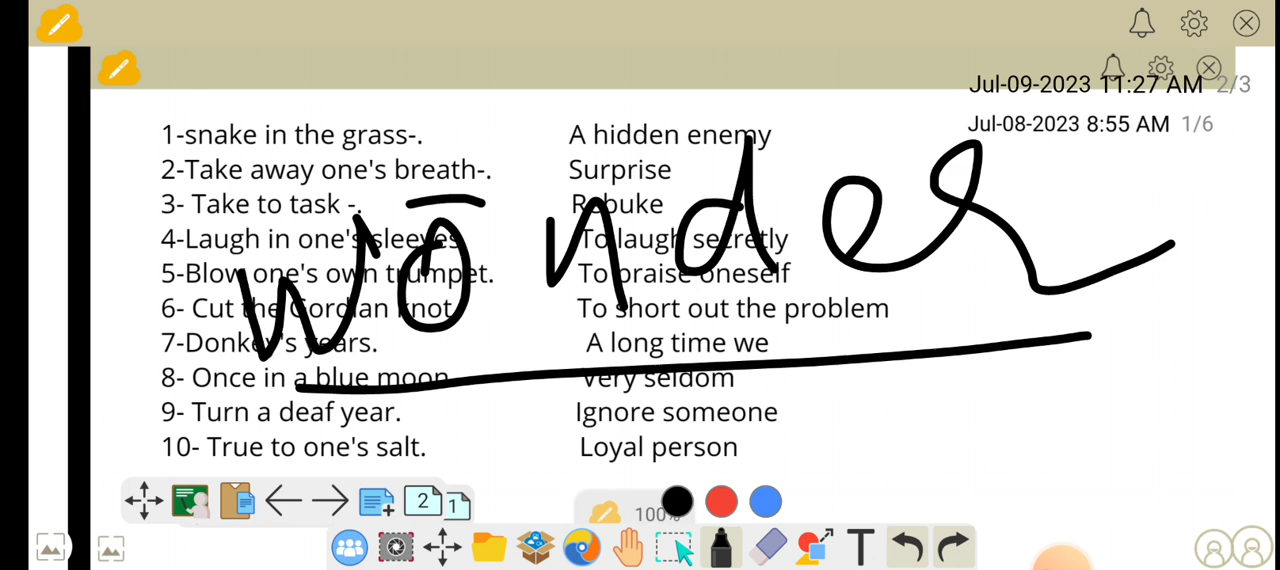 Jul-09-2023 11:27 AM 2/3
Jul-08-2023 8:55 AM 1/6
1-snake in the grass-. A hidden enemy
2-Take away one's breath-. Surprise
3- Take to task -. Rebuke
4-Laugh in one's sleeves To laugh secretly
5-Blow one's own trumpet. To praise oneself
6- Cut the Gordian knot To short out the problem
7-Donkey's years. A long time we
8- Once in a blue moon Very seldom
9- Turn a deaf year. Ignore someone
10- True to one's salt. Loyal person
wonder
2 1
100%
T